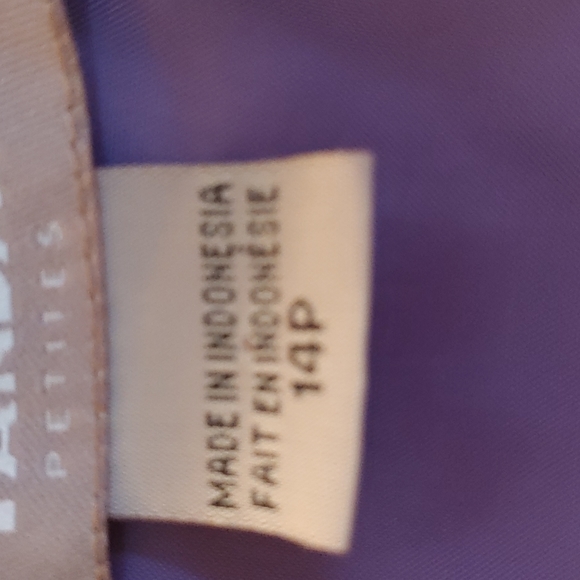 PETITES
MADE IN INDONESIA
FAIT EN INDONÉSIE
14P